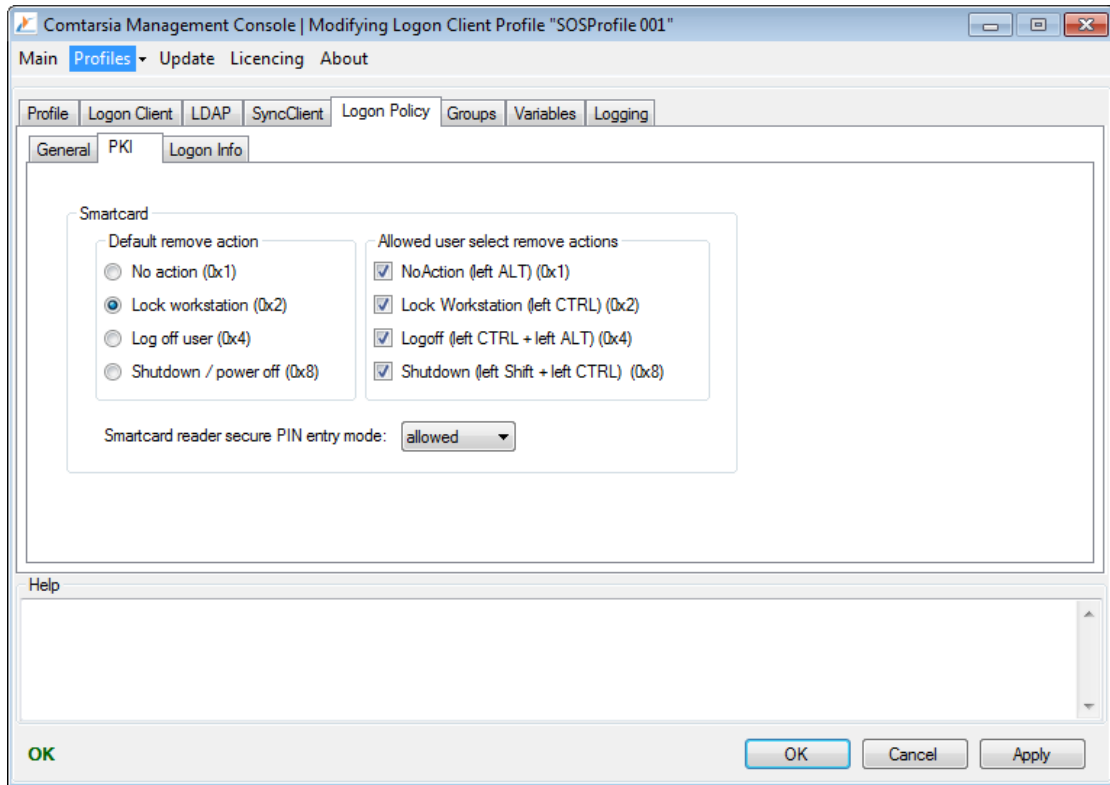 Comtarsia Management Console | Modifying Logon Client Profile "SOSProfile 001"
Main Profiles Update Licencing About
Profile Logon Client LDAP SyncClient Logon Policy Groups Variables Logging
General PKI Logon Info
Smartcard
Default remove action Allowed user select remove actions
No action (0x1) NoAction (left ALT) (0x1)
Lock workstation (0x2) Lock Workstation (left CTRL) (0x2)
Log off user (0x4) Logoff (left CTRL + left ALT) (0x4)
Shutdown / power off (0x8) Shutdown (left Shift + left CTRL) (0x8)
Smartcard reader secure PIN entry mode: allowed
Help
OK OK Cancel Apply